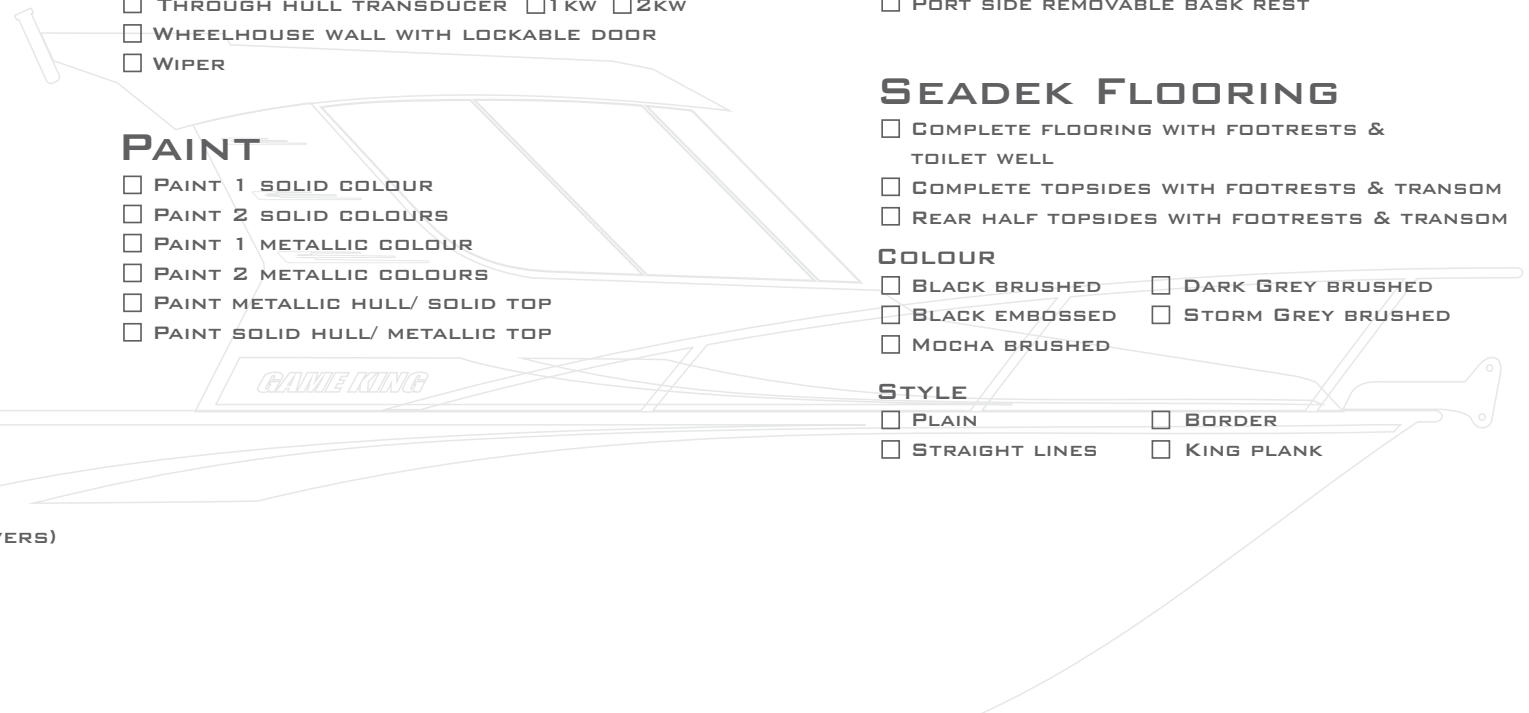 Through hull transducer 1kw 2kw
Wheelhouse wall with lockable door
Wiper
Paint
Paint 1 solid colour
Paint 2 solid colours
Paint 1 metallic colour
Paint 2 metallic colours
Paint metallic hull/ solid top
Paint solid hull/ metallic top
GAME KING
Port side removable bask rest
Seadek Flooring
Complete flooring with footrests &
toilet well
Complete topsides with footrests & transom
Rear half topsides with footrests & transom
Colour
Black brushed Dark Grey brushed
Black embossed Storm Grey brushed
Mocha brushed
Style
Plain Border
Straight lines King plank